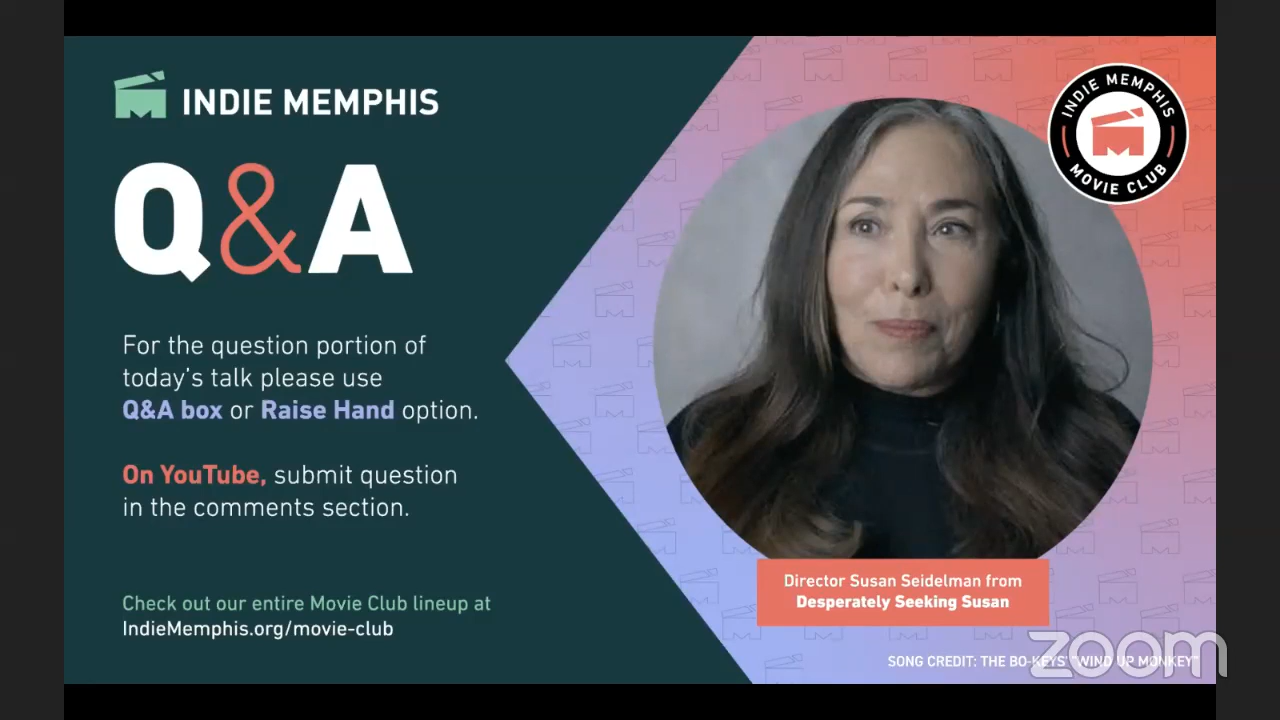 INDIE MEMPHIS
Q&A
For the question portion of
today's talk please use
Q&A box or Raise Hand option.
On YouTube, submit question
in the comments section.
Check out our entire Movie Club lineup at
IndieMemphis.org/movie-club
INDIE MEMPHIS
MOVIE CLUB
Director Susan Seidelman from
Desperately Seeking Susan
SONG CREDIT: THE BO-KEYS' "WIND UP MONKEY"
zoom